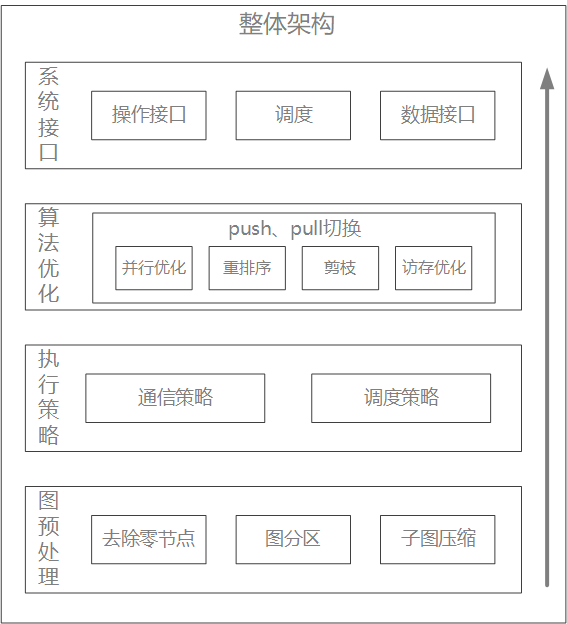 整体架构
系统接口
操作接口
调度
数据接口
算法优化
push、pull切换
并行优化
重排序
剪枝
访存优化
执行策略
通信策略
调度策略
图预处理
去除零节点
图分区
子图压缩